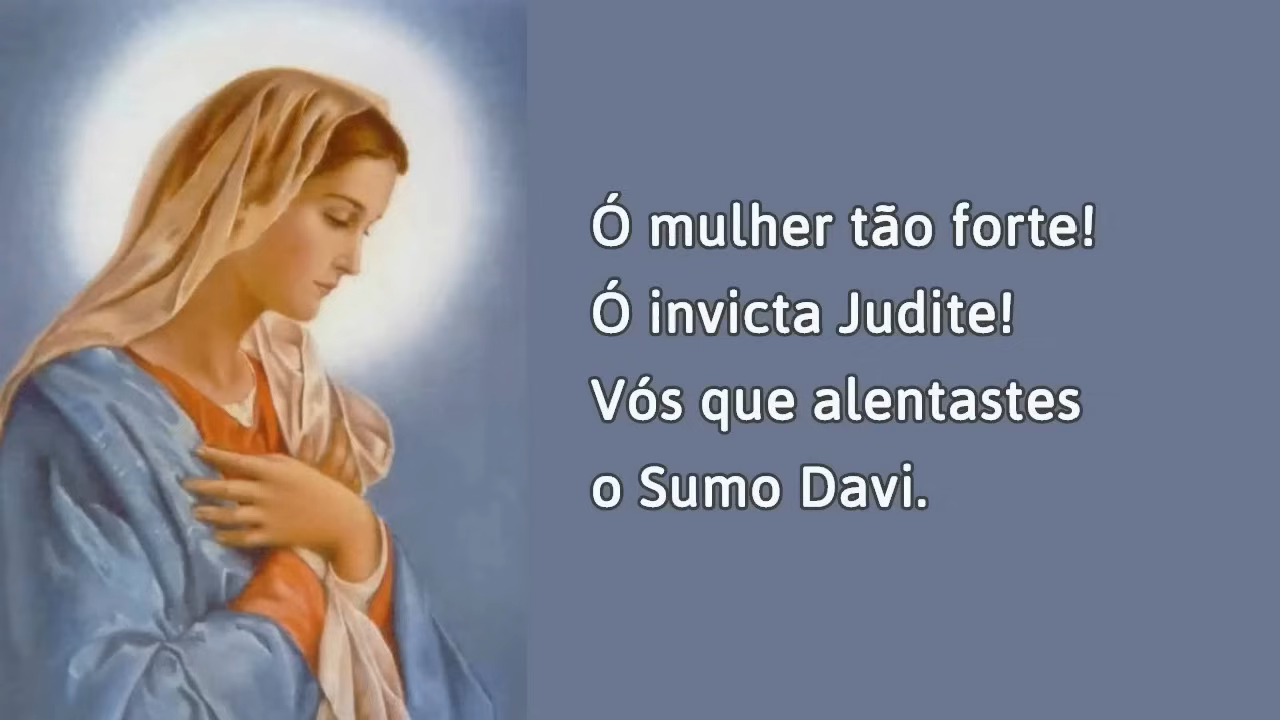 Ó mulher tão forte!
Ó invicta Judite!
Vós que alentastes
o Sumo Davi.